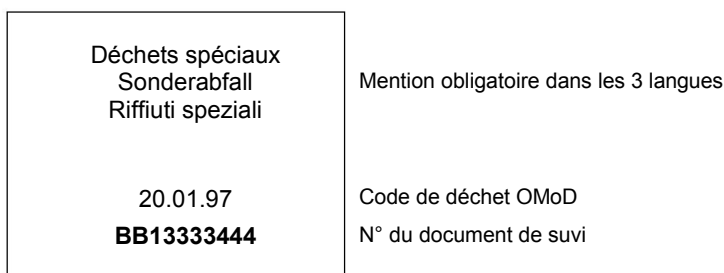 Déchets spéciaux
Sonderabfall
Riffiuti speziali
Mention obligatoire dans les 3 langues
20.01.97
Code de déchet OMoD
BB13333444
N° du document de suvi